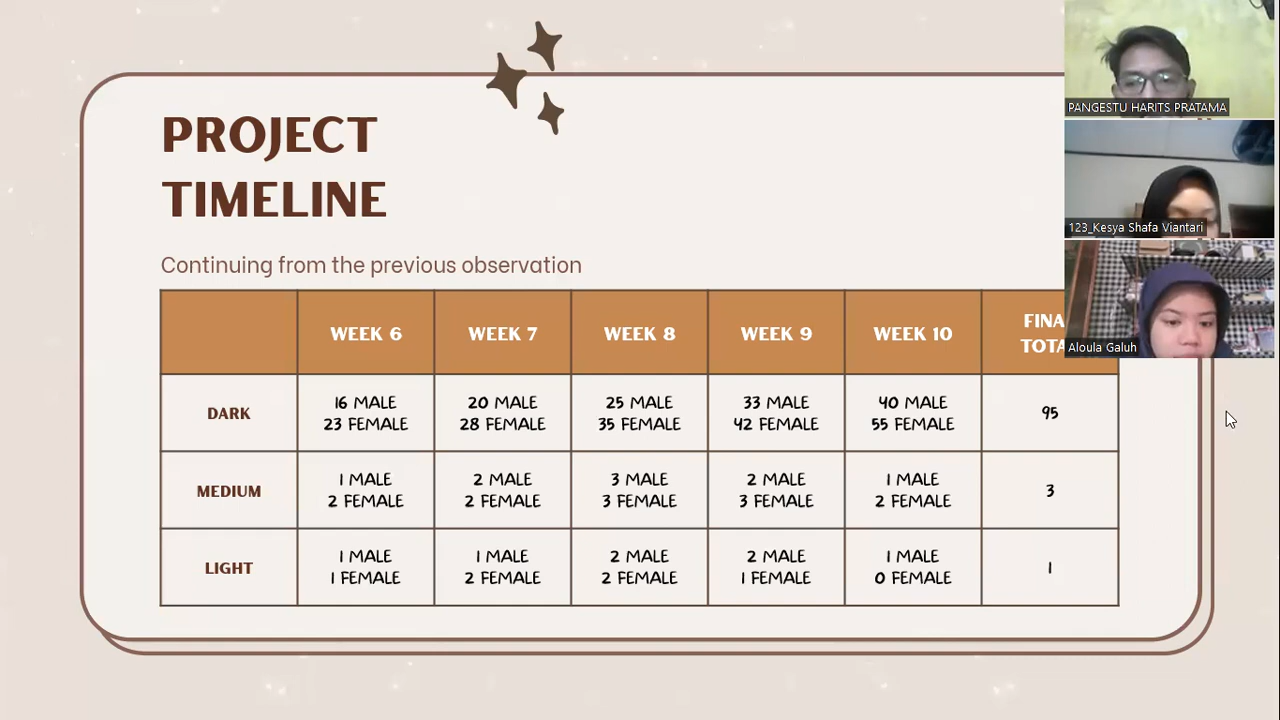 PROJECT
TIMELINE
Continuing from the previous observation
WEEK 6 WEEK 7 WEEK 8 WEEK 9 WEEK 10
DARK 16 MALE 23 FEMALE 20 MALE 28 FEMALE 25 MALE 35 FEMALE 33 MALE 42 FEMALE 40 MALE 55 FEMALE 95
MEDIUM 1 MALE 2 FEMALE 2 MALE 2 FEMALE 3 MALE 3 FEMALE 2 MALE 3 FEMALE 1 MALE 2 FEMALE 3
LIGHT 1 MALE 1 FEMALE 1 MALE 2 FEMALE 2 MALE 2 FEMALE 2 MALE 1 FEMALE 1 MALE 0 FEMALE 1
PANGESTU HARITS PRATAMA
123_Kesya Shafa Viantari
Aloula Galuh